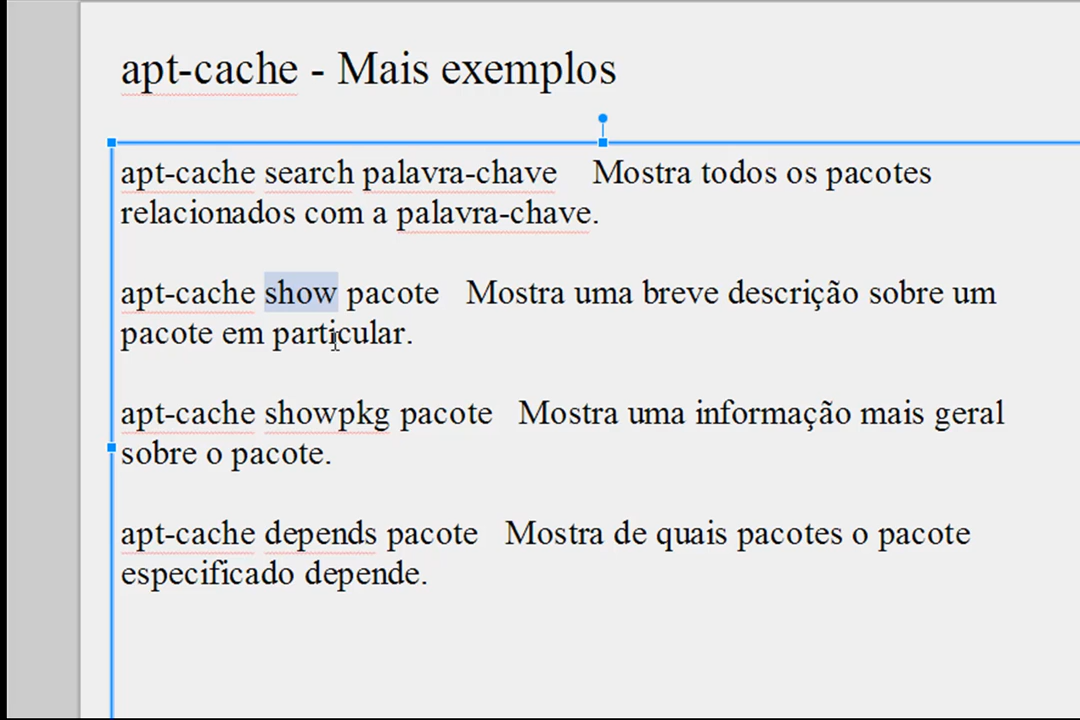 apt-cache - Mais exemplos
apt-cache search palavra-chave Mostra todos os pacotes
relacionados com a palavra-chave.
apt-cache show pacote Mostra uma breve descrição sobre um
pacote em particular.
apt-cache showpkg pacote Mostra uma informação mais geral
sobre o pacote.
apt-cache depends pacote Mostra de quais pacotes o pacote
especificado depende.